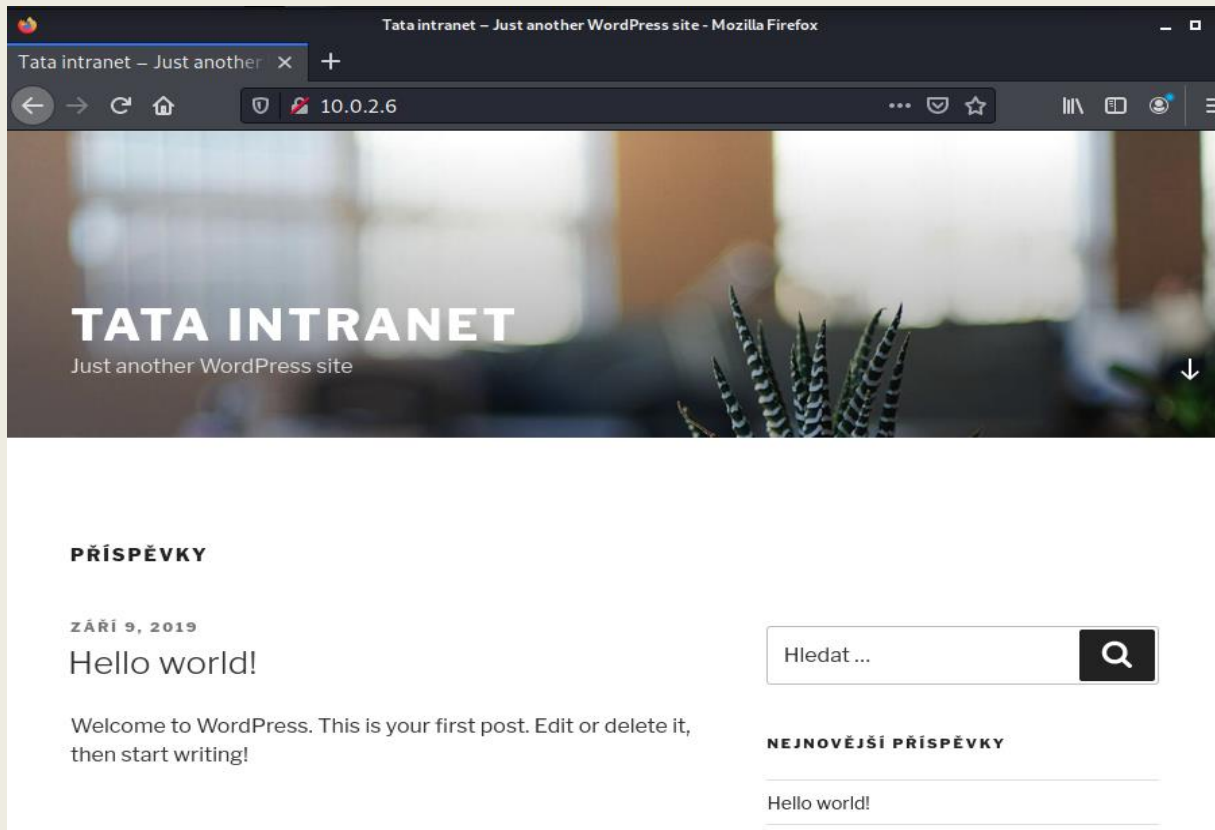 Tata intranet – Just another WordPress site - Mozilla Firefox
Tata intranet – Just another
10.0.2.6
TATA INTRANET
Just another WordPress site
PŘÍSPĚVKY
ZÁŘÍ 9, 2019
Hello world!
Welcome to WordPress. This is your first post. Edit or delete it,
then start writing!
Hledat ...
NEJNOVĚJŠÍ PŘÍSPĚVKY
Hello world!